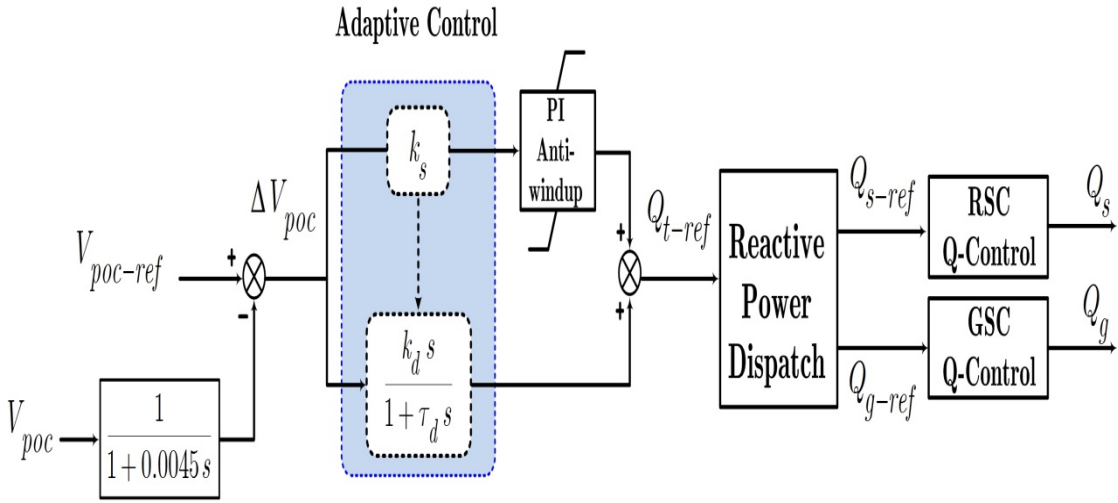 Adaptive Control
k_s
PI
Anti-
windup
ΔV_poc
V_poc-ref
+
-
V_poc
1
1+0.0045s
k_d s
1+τ_d s
+
+
Q_t-ref
Reactive
Power
Dispatch
Q_s-ref
RSC
Q-Control
Q_s
Q_g-ref
GSC
Q-Control
Q_g